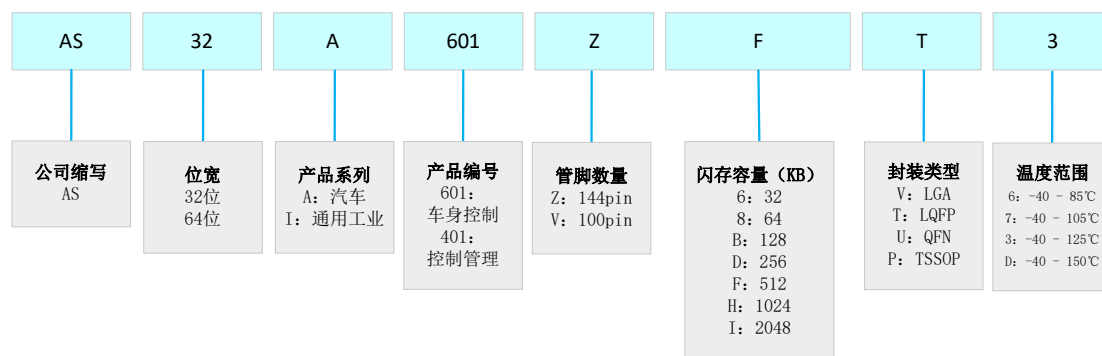 AS
32
A
601
Z
F
T
3
公司缩写
AS
位宽
32位
64位
产品系列
A：汽车
I：通用工业
产品编号
601：
车身控制
401：
控制管理
管脚数量
Z：144pin
V：100pin
闪存容量（KB）
6：32
8：64
B：128
D：256
F：512
H：1024
I：2048
封装类型
V：LGA
T：LQFP
U：QFN
P：TSSOP
温度范围
6：-40 - 85℃
7：-40 - 105℃
3：-40 - 125℃
D：-40 - 150℃